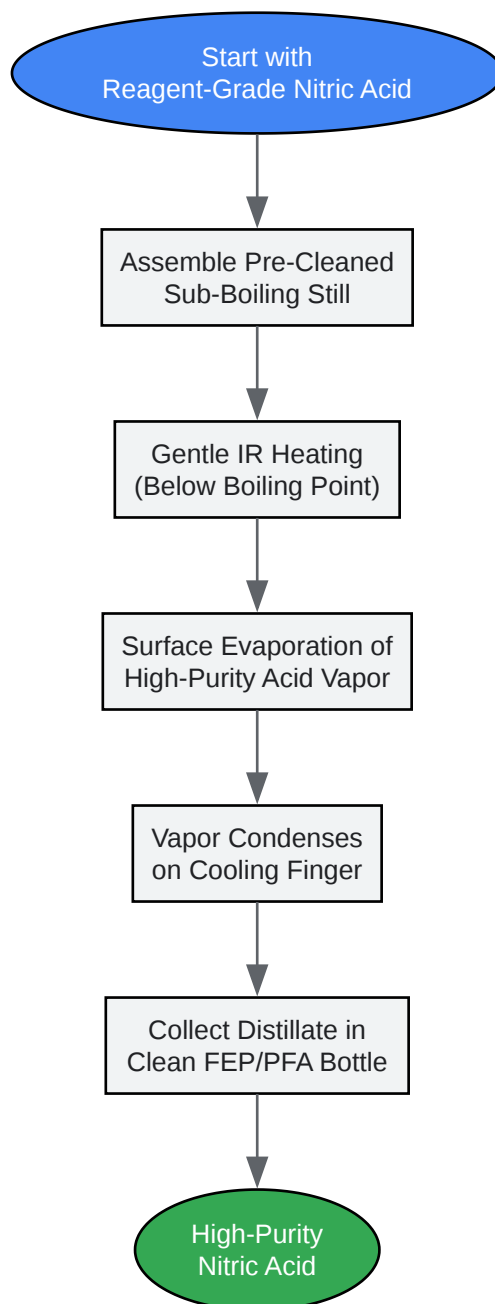 Start with
Reagent-Grade Nitric Acid
Assemble Pre-Cleaned
Sub-Boiling Still
Gentle IR Heating
(Below Boiling Point)
Surface Evaporation of
High-Purity Acid Vapor
Vapor Condenses
on Cooling Finger
Collect Distillate in
Clean FEP/PFA Bottle
High-Purity
Nitric Acid